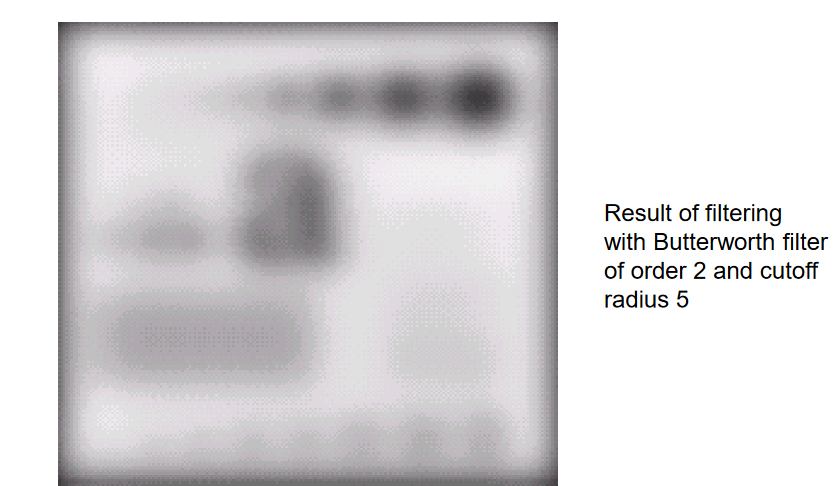 Result of filtering
with Butterworth filter
of order 2 and cutoff
radius 5